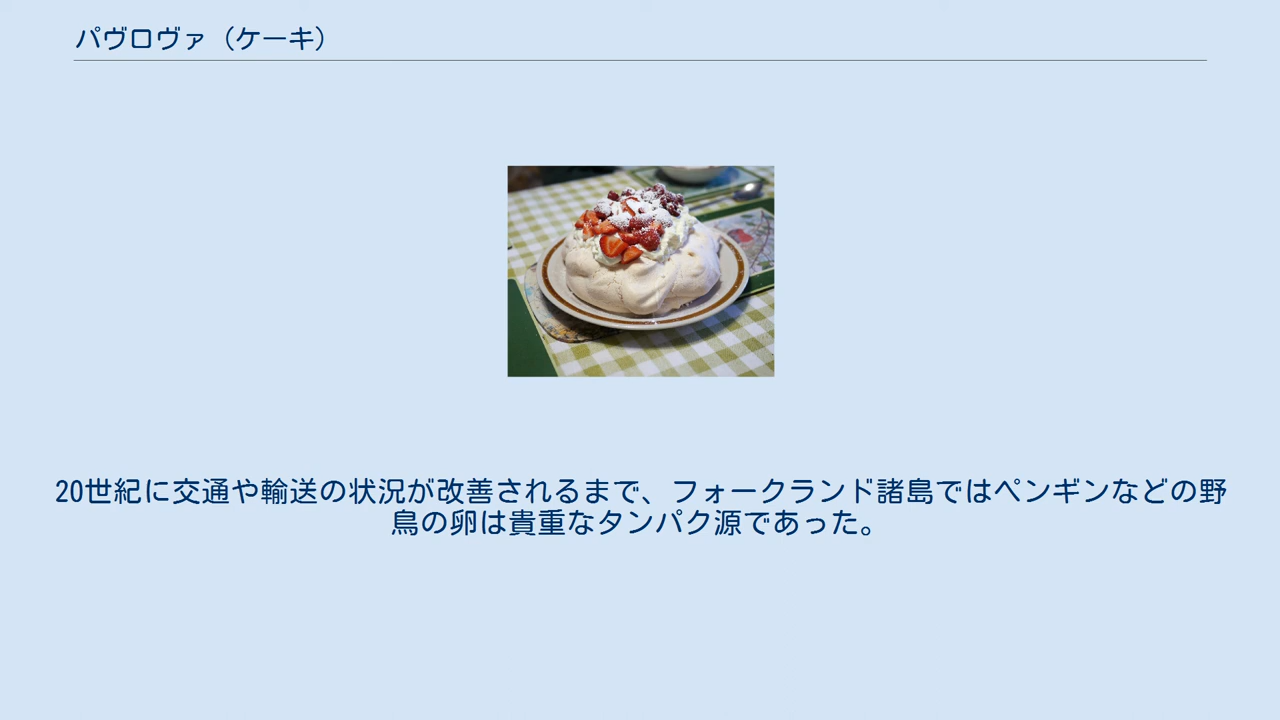 パヴロヴァ（ケーキ）
20世紀に交通や輸送の状況が改善されるまで、フォークランド諸島ではペンギンなどの野
鳥の卵は貴重なタンパク源であった。